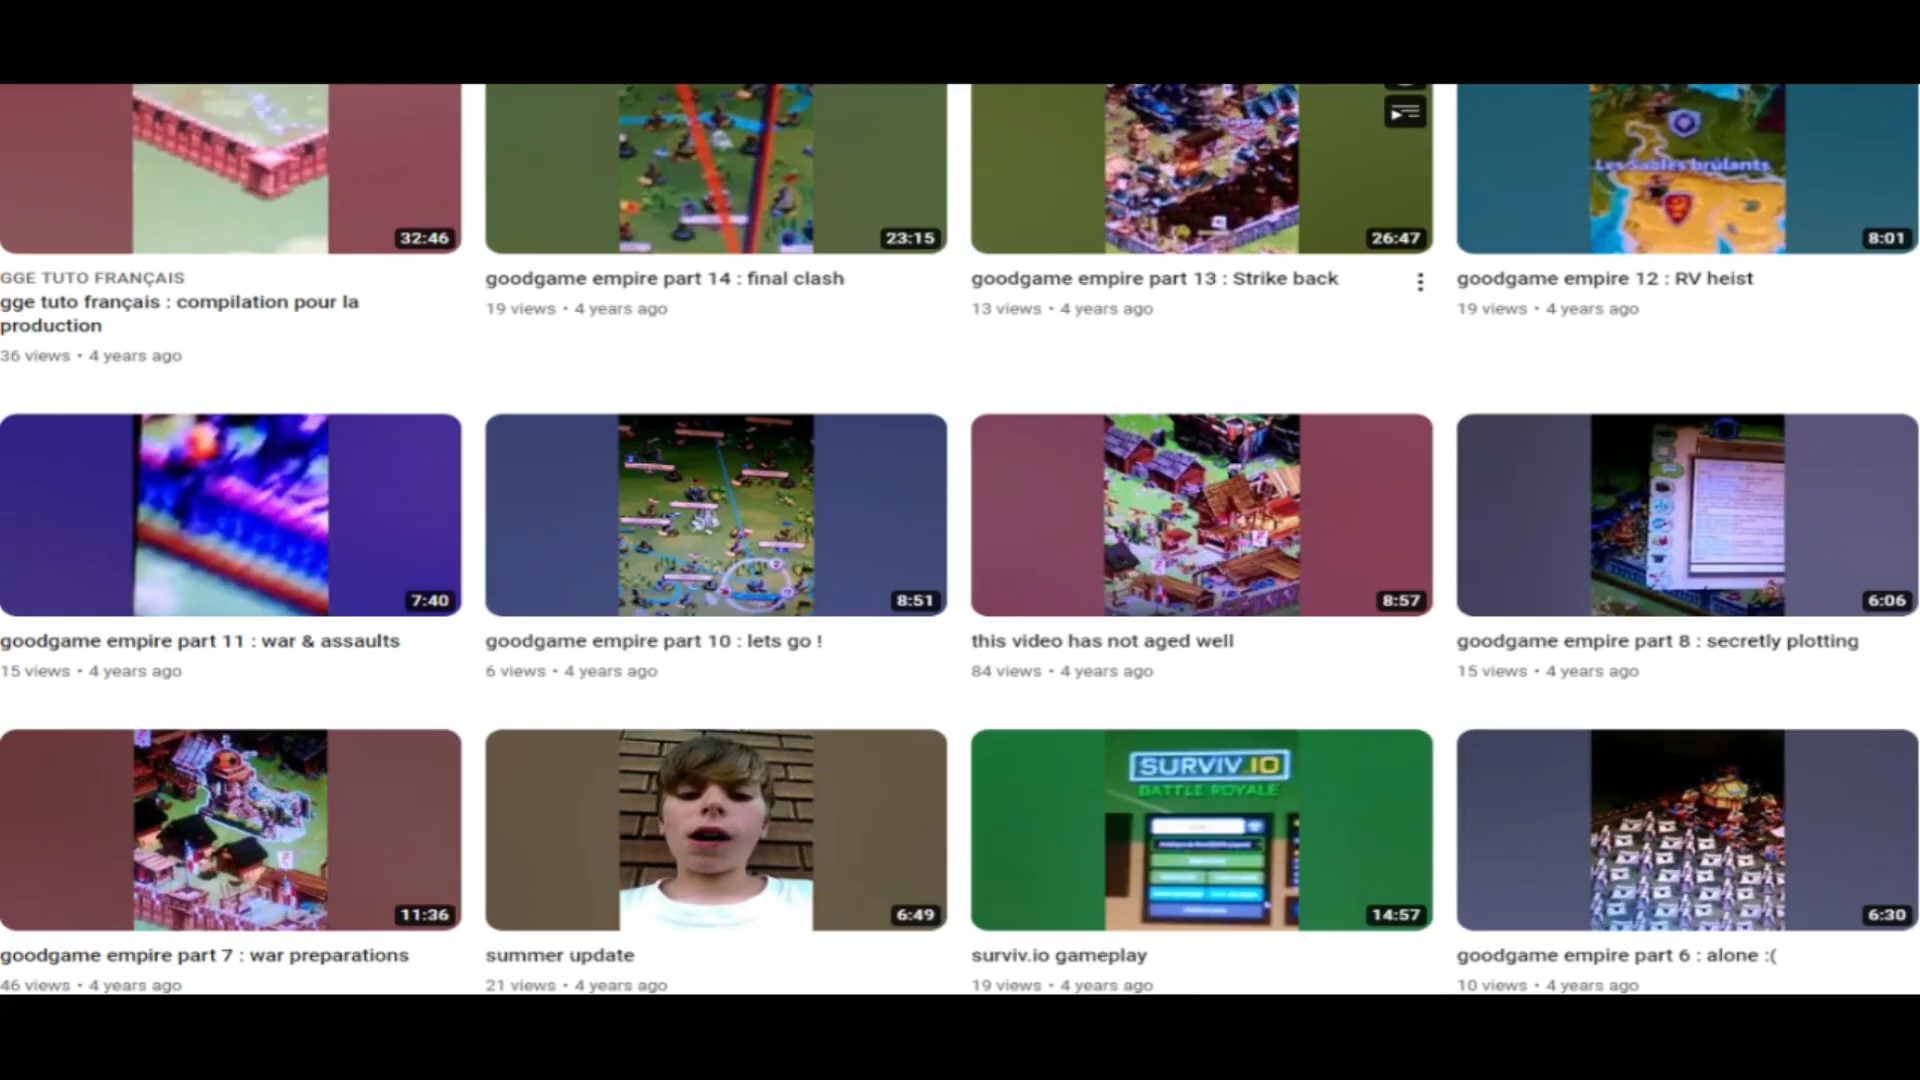 Les Sables brûlants
32:46
23:15
26:47
8:01
GGE TUTO FRANÇAIS
gge tuto français : compilation pour la
production
36 views • 4 years ago
goodgame empire part 14 : final clash
19 views • 4 years ago
goodgame empire part 13 : Strike back
13 views • 4 years ago
goodgame empire 12 : RV heist
19 views • 4 years ago
7:40
8:51
8:57
6:06
goodgame empire part 11 : war & assaults
15 views • 4 years ago
goodgame empire part 10 : lets go !
6 views • 4 years ago
this video has not aged well
84 views • 4 years ago
goodgame empire part 8 : secretly plotting
15 views • 4 years ago
SURVIV.IO
BATTLE ROYALE
11:36
6:49
14:57
6:30
goodgame empire part 7 : war preparations
46 views • 4 years ago
summer update
21 views • 4 years ago
surviv.io gameplay
19 views • 4 years ago
goodgame empire part 6 : alone :(
10 views • 4 years ago